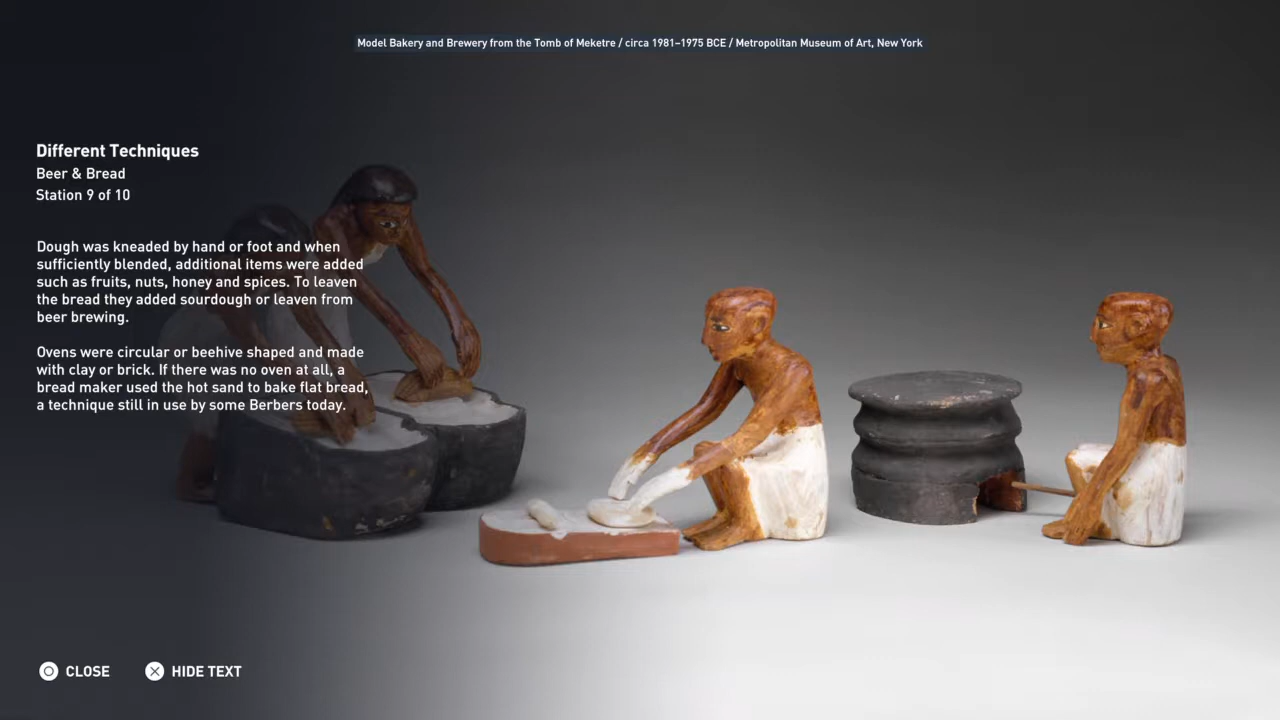 Model Bakery and Brewery from the Tomb of Meketre / circa 1981–1975 BCE / Metropolitan Museum of Art, New York
Different Techniques
Beer & Bread
Station 9 of 10
Dough was kneaded by hand or foot and when
sufficiently blended, additional items were added
such as fruits, nuts, honey and spices. To leaven
the bread they added sourdough or leaven from
beer brewing.
Ovens were circular or beehive shaped and made
with clay or brick. If there was no oven at all, a
bread maker used the hot sand to bake flat bread,
a technique still in use by some Berbers today.
CLOSE
HIDE TEXT